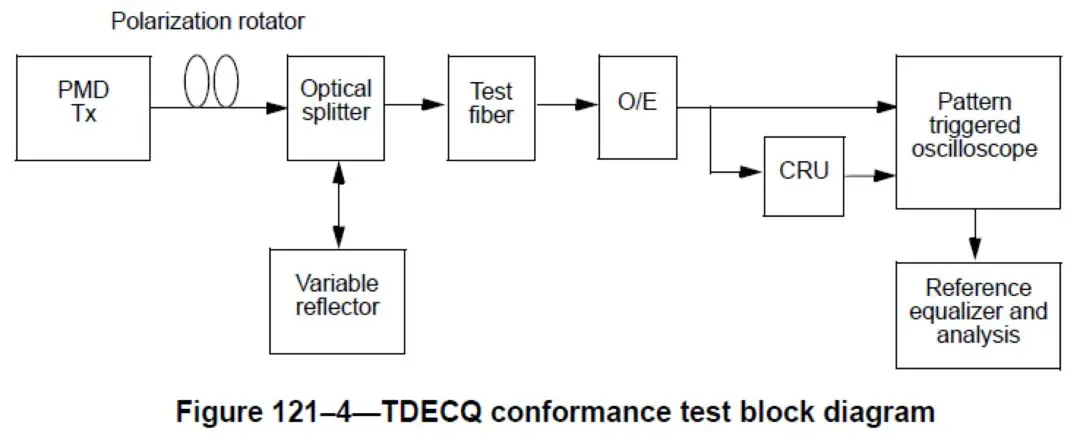 Polarization rotator
PMD
Tx
Optical
splitter
Test
fiber
O/E
CRU
Pattern
triggered
oscilloscope
Variable
reflector
Reference
equalizer and
analysis
Figure 121–4—TDECQ conformance test block diagram